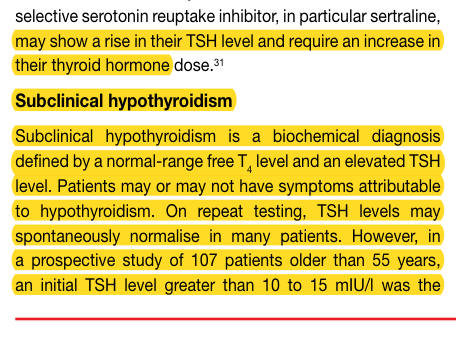 selective serotonin reuptake inhibitor, in particular sertraline,
may show a rise in their TSH level and require an increase in
their thyroid hormone dose.³¹
Subclinical hypothyroidism
Subclinical hypothyroidism is a biochemical diagnosis
defined by a normal-range free T₄ level and an elevated TSH
level. Patients may or may not have symptoms attributable
to hypothyroidism. On repeat testing, TSH levels may
spontaneously normalise in many patients. However, in
a prospective study of 107 patients older than 55 years,
an initial TSH level greater than 10 to 15 mIU/l was the